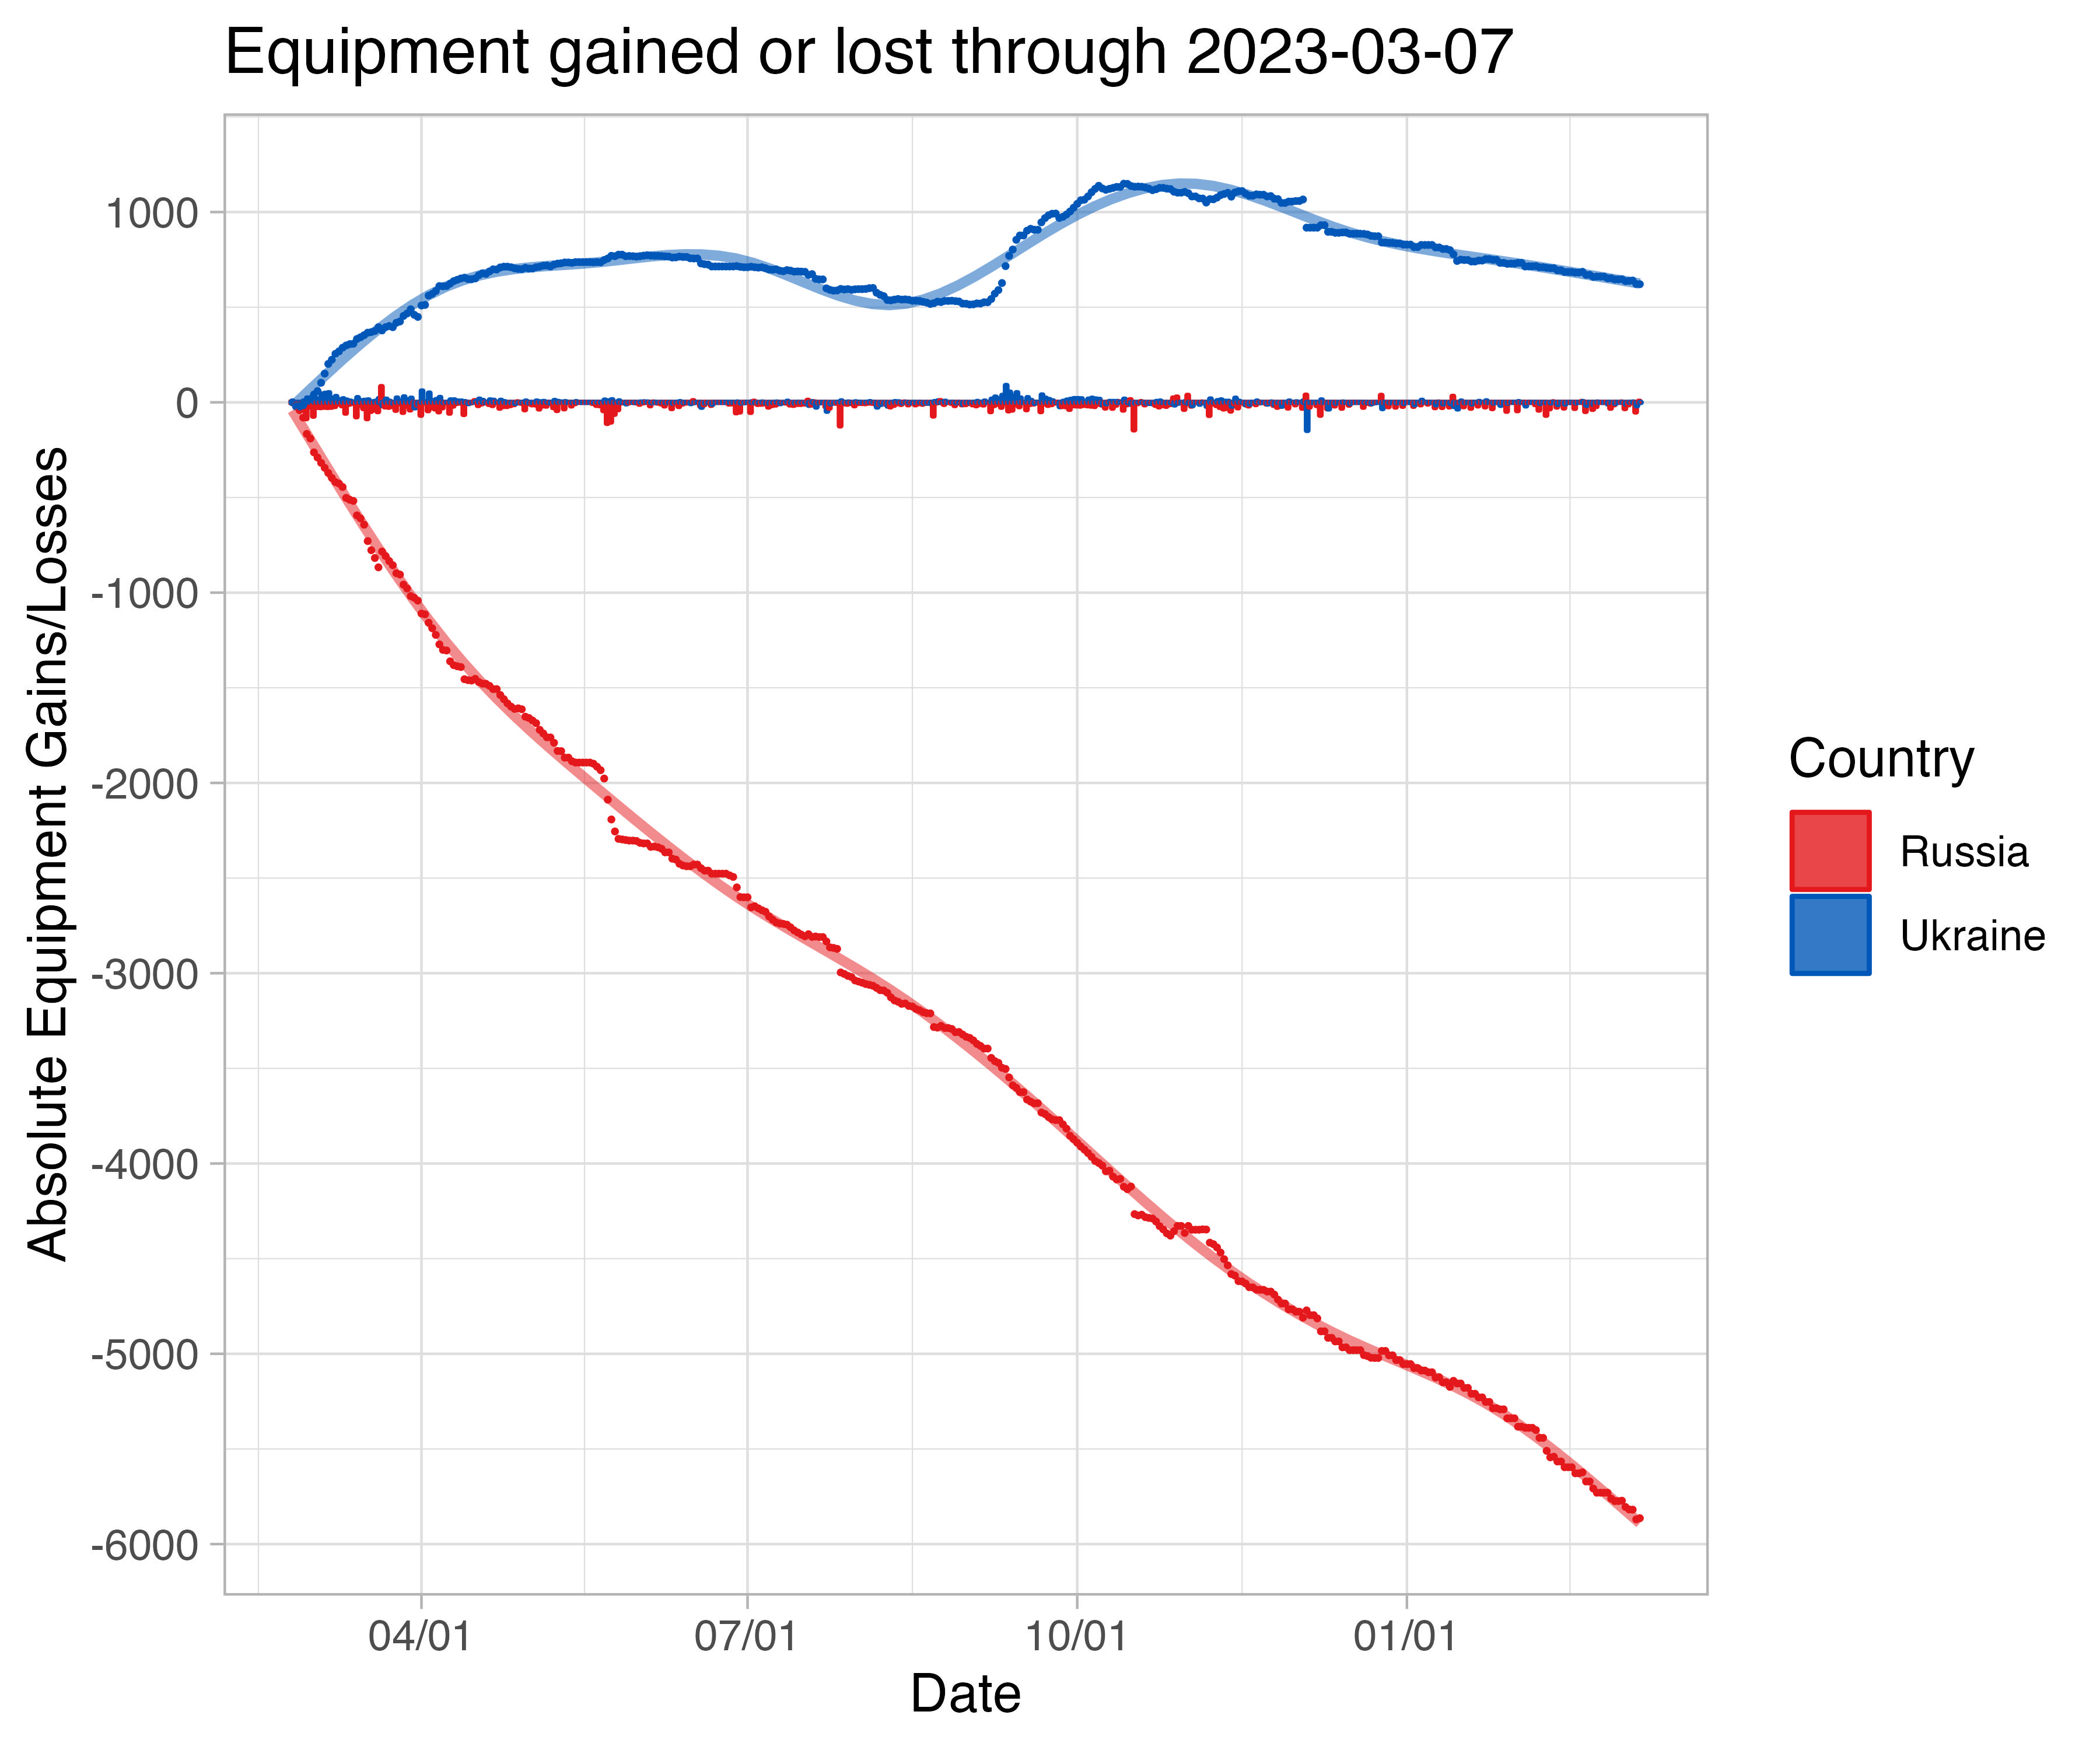 Equipment gained or lost through 2023-03-07
Absolute Equipment Gains/Losses
1000
0
-1000
-2000
-3000
-4000
-5000
-6000
04/01
07/01
10/01
01/01
Date
Country
Russia
Ukraine